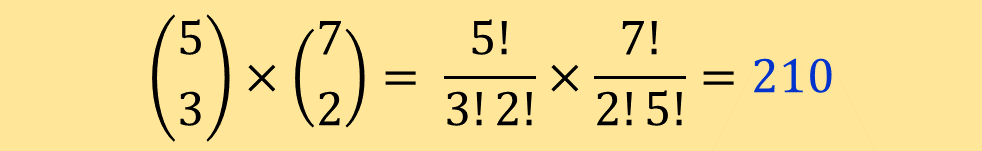 (5 3) × (7 2) = 5!/(3! 2!) × 7!/(2! 5!) = 210